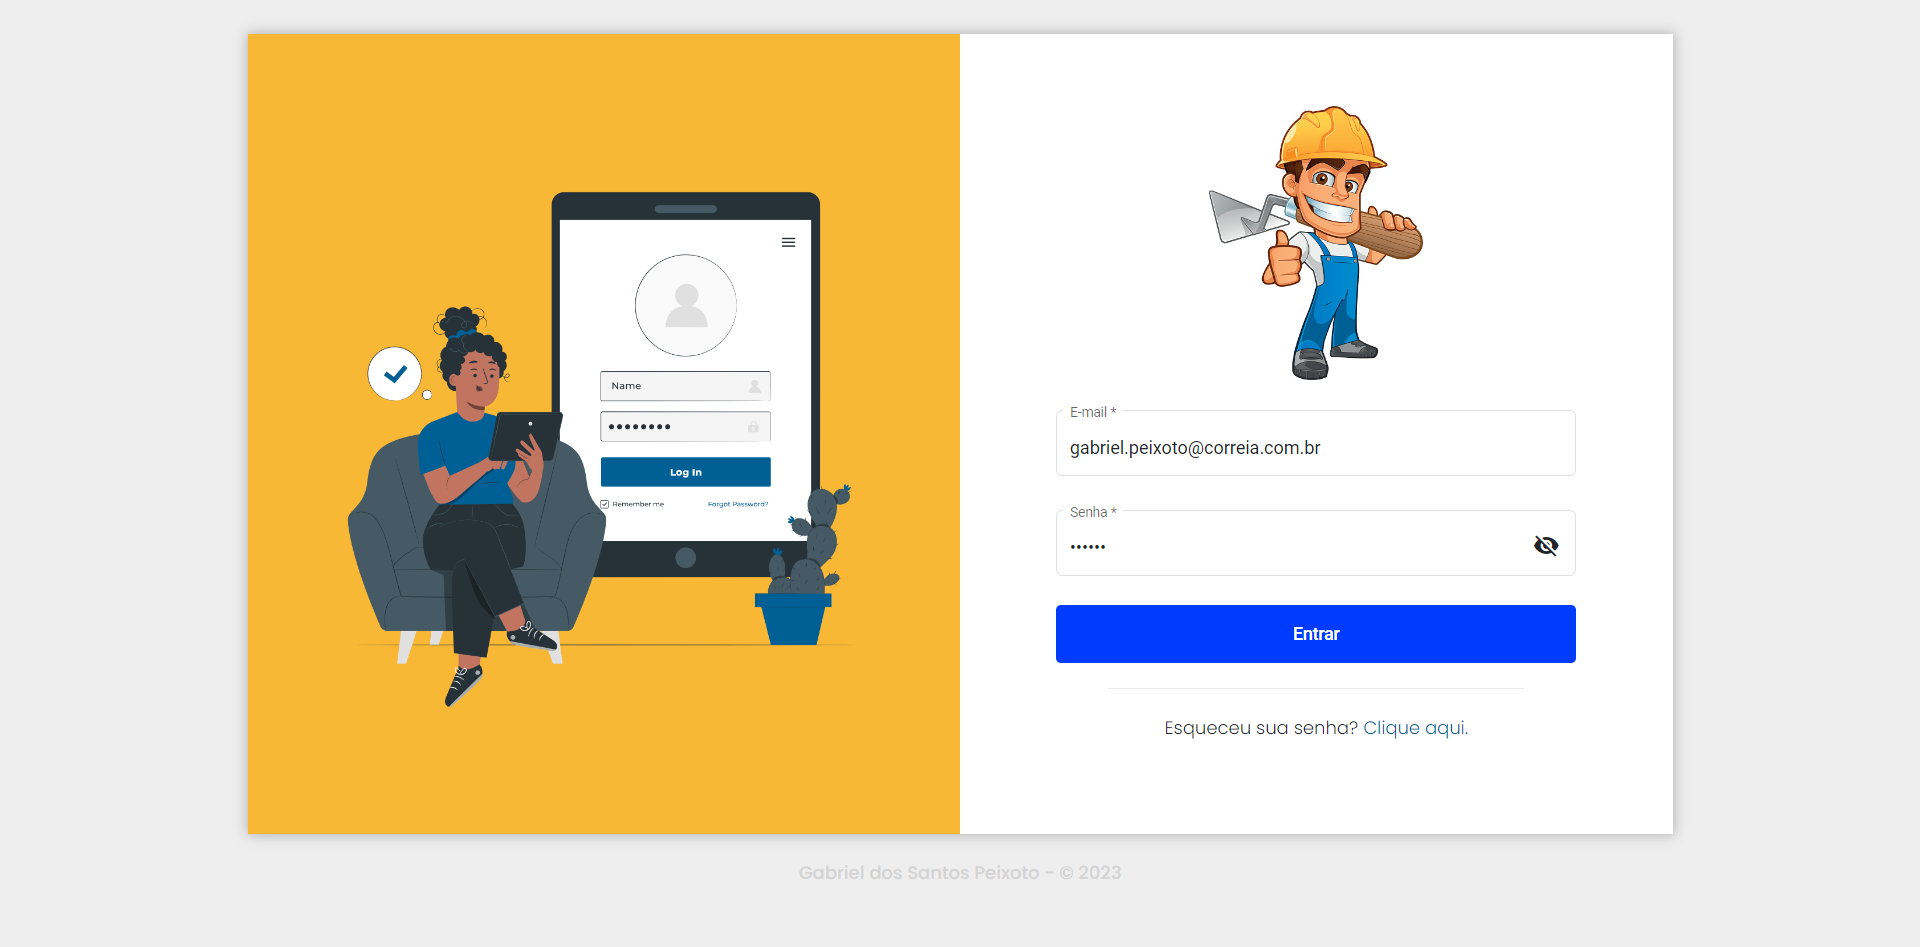 Name
••••••••
Log In
Remember me
Forgot Password?
E-mail *
gabriel.peixoto@correia.com.br
Senha *
••••••
Entrar
Esqueceu sua senha? Clique aqui.
Gabriel dos Santos Peixoto - © 2023